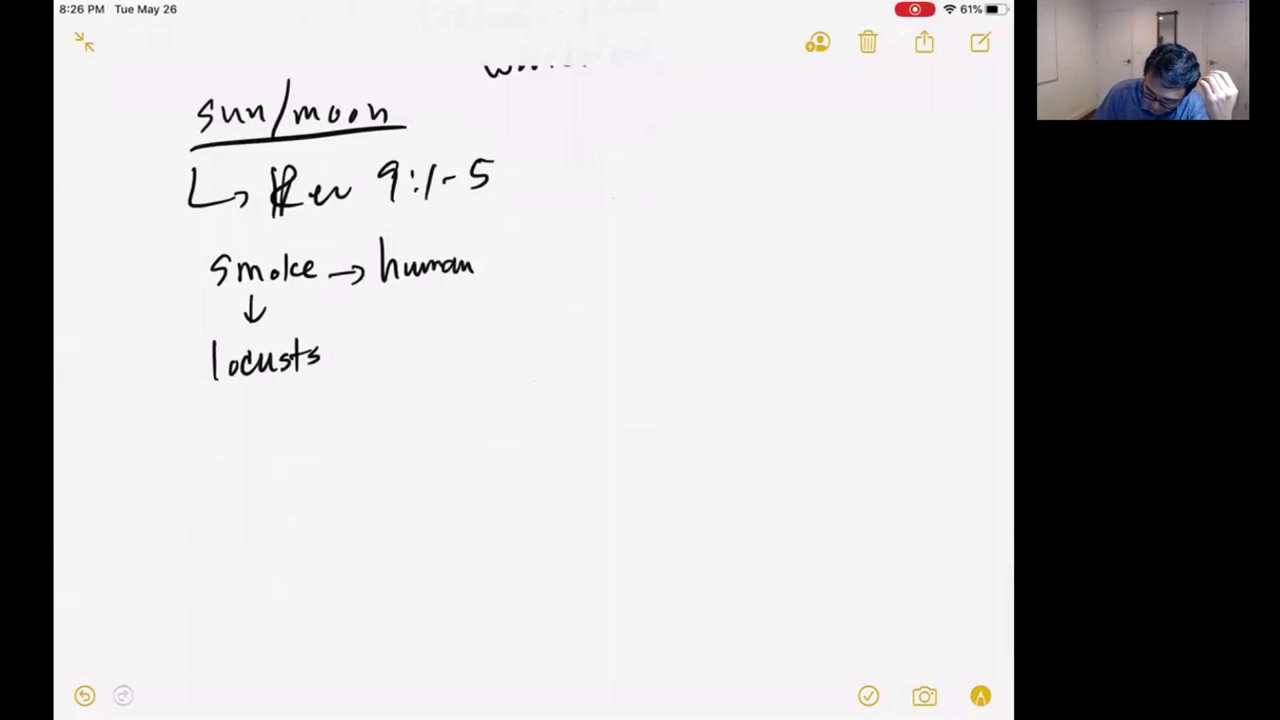 8:26 PM Tue May 26
61%
sun/moon
↳ Rev 9:1-5
smoke → human
↓
locusts